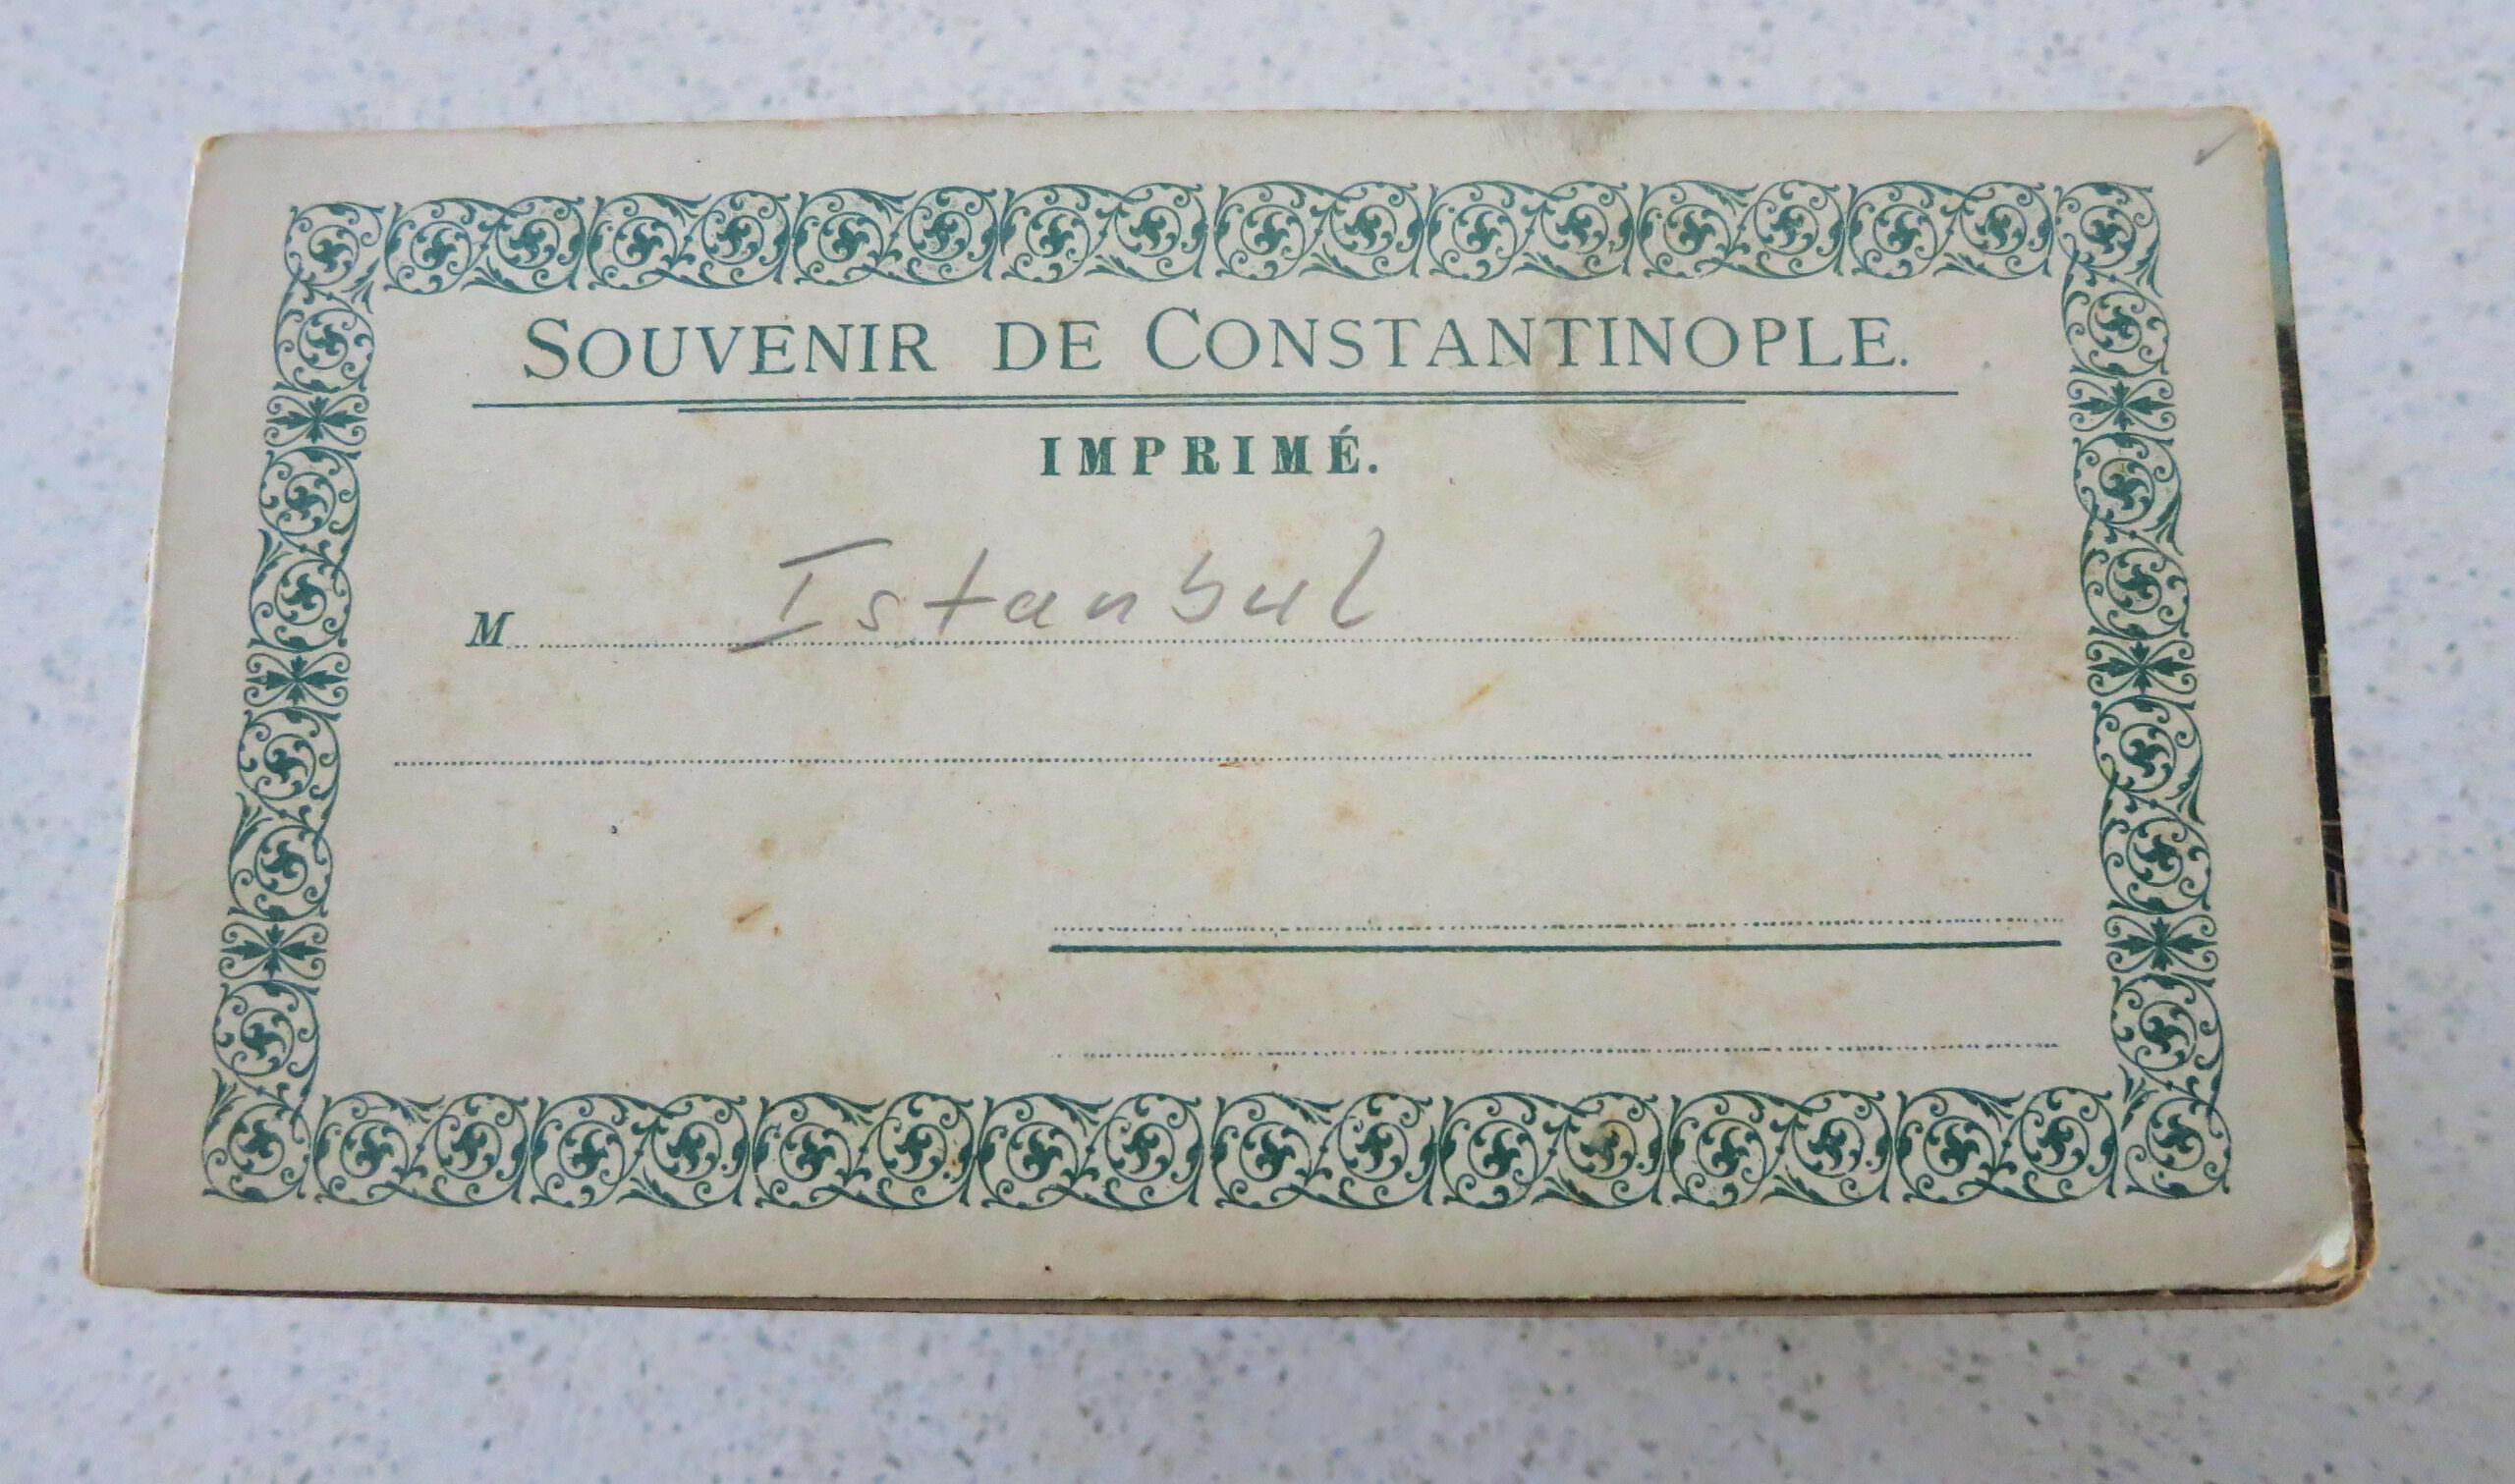 SOUVENIR DE CONSTANTINOPLE.
IMPRIMÉ.
M Istanbul